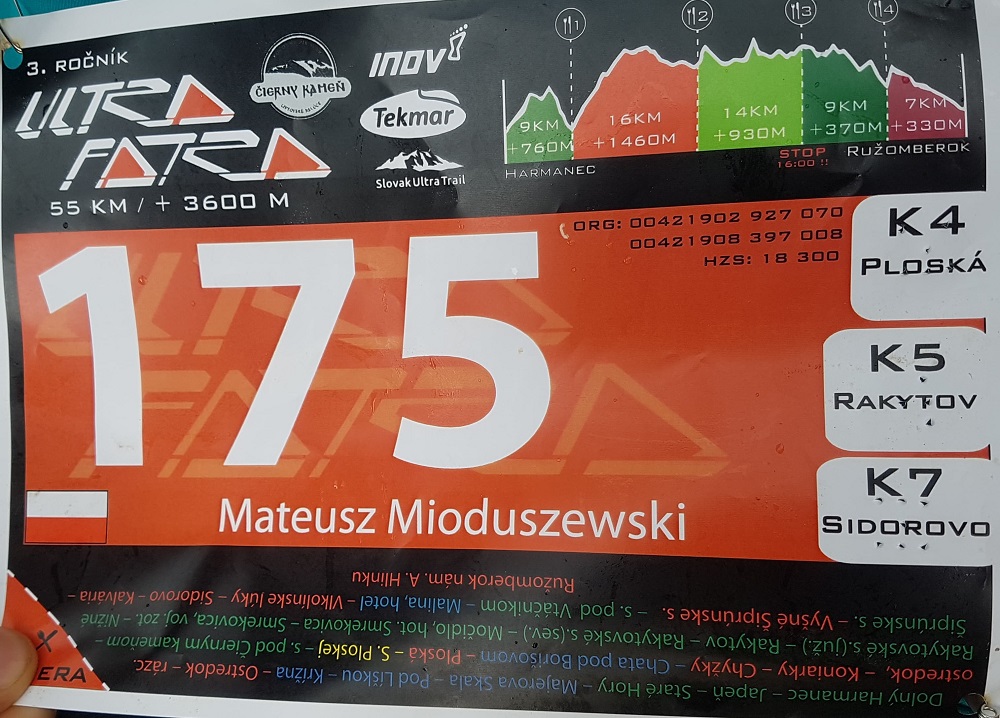 3. ROČNÍK
ULTRA
FATRA
55 KM / + 3600 M
ČIERNY KAMEŇ
INOV
Tekmar
Slovak Ultra Trail
1
2
3
4
9KM
+760M
16KM
+1460M
14KM
+930M
9KM
+370M
7KM
+330M
HARMANEC
STOP
16:00 !!
RUŽOMBEROK
ORG: 00421902 927 070
00421908 397 008
HZS: 18 300
175
Mateusz Mioduszewski
K4
PLOSKÁ
K5
RAKYTOV
K7
SIDOROVO
ERA
Dolný Harmanec – Japeň – Staré Hory – Majerova Skala – Pod Líškou – Krížna – Ostredok – rázc.
ostredok, – Koniarky – Chyžky – Chata pod Borišovom – Ploská – S. Ploskej – s. pod Čiernym kameňom –
Rakytovské s.(juž.) – Rakytov – Rakytovské s.(sev.) – Močidlo, hot. Smrekovica – Smrekovica, voj. zot. – Nižné
Šiprúnske s. – Vyšné Šiprúnske s. – s. pod Vtáčnikom – Malina, hotel – Vlkolínske lúky – Sidorovo – Kalvária –
Ružomberok nám. A. Hlinku